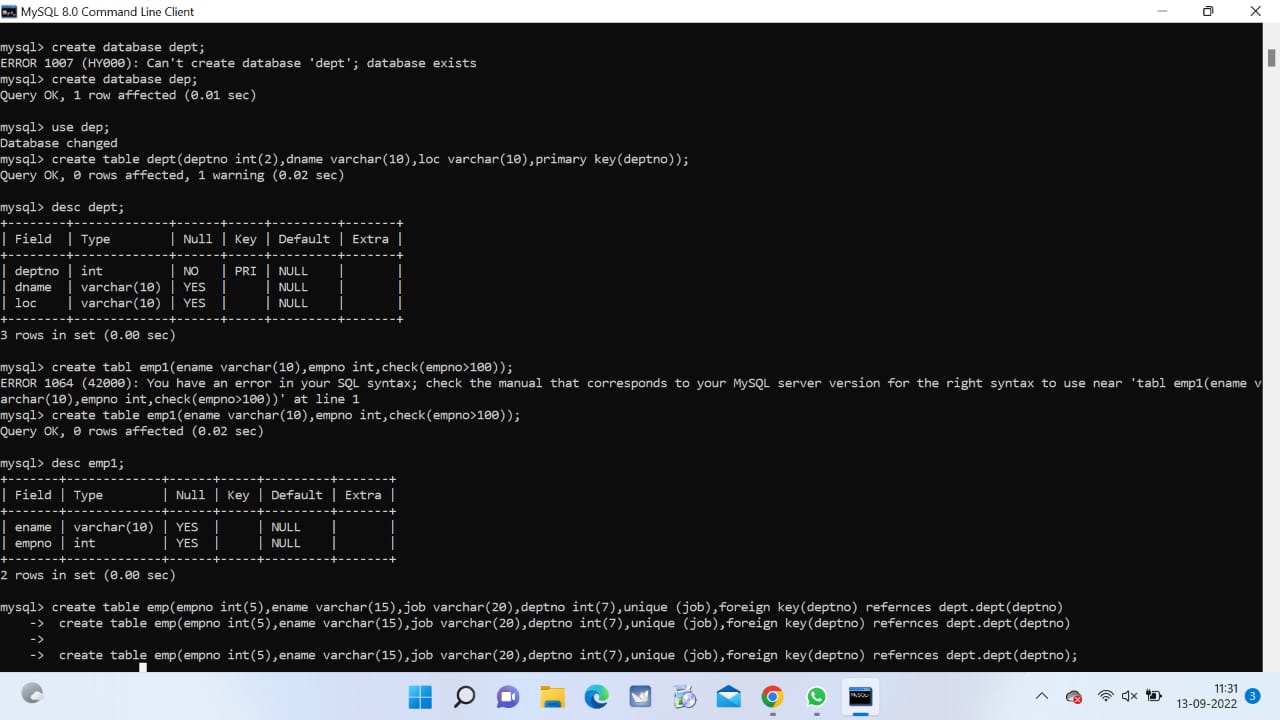 MySQL 8.0 Command Line Client
mysql> create database dept;
ERROR 1007 (HY000): Can't create database 'dept'; database exists
mysql> create database dep;
Query OK, 1 row affected (0.01 sec)
mysql> use dep;
Database changed
mysql> create table dept(deptno int(2),dname varchar(10),loc varchar(10),primary key(deptno));
Query OK, 0 rows affected, 1 warning (0.02 sec)
mysql> desc dept;
+--------+-------------+------+-----+---------+-------+
| Field  | Type        | Null | Key | Default | Extra |
+--------+-------------+------+-----+---------+-------+
| deptno | int         | NO   | PRI | NULL    |       |
| dname  | varchar(10) | YES  |     | NULL    |       |
| loc    | varchar(10) | YES  |     | NULL    |       |
+--------+-------------+------+-----+---------+-------+
3 rows in set (0.00 sec)
mysql> create tabl emp1(ename varchar(10),empno int,check(empno>100));
ERROR 1064 (42000): You have an error in your SQL syntax; check the manual that corresponds to your MySQL server version for the right syntax to use near 'tabl emp1(ename v
archar(10),empno int,check(empno>100))' at line 1
mysql> create table emp1(ename varchar(10),empno int,check(empno>100));
Query OK, 0 rows affected (0.02 sec)
mysql> desc emp1;
+-------+-------------+------+-----+---------+-------+
| Field | Type        | Null | Key | Default | Extra |
+-------+-------------+------+-----+---------+-------+
| ename | varchar(10) | YES  |     | NULL    |       |
| empno | int         | YES  |     | NULL    |       |
+-------+-------------+------+-----+---------+-------+
2 rows in set (0.00 sec)
mysql> create table emp(empno int(5),ename varchar(15),job varchar(20),deptno int(7),unique (job),foreign key(deptno) refernces dept.dept(deptno)
    ->  create table emp(empno int(5),ename varchar(15),job varchar(20),deptno int(7),unique (job),foreign key(deptno) refernces dept.dept(deptno)
    ->
    ->  create table emp(empno int(5),ename varchar(15),job varchar(20),deptno int(7),unique (job),foreign key(deptno) refernces dept.dept(deptno);
11:31
13-09-2022
3